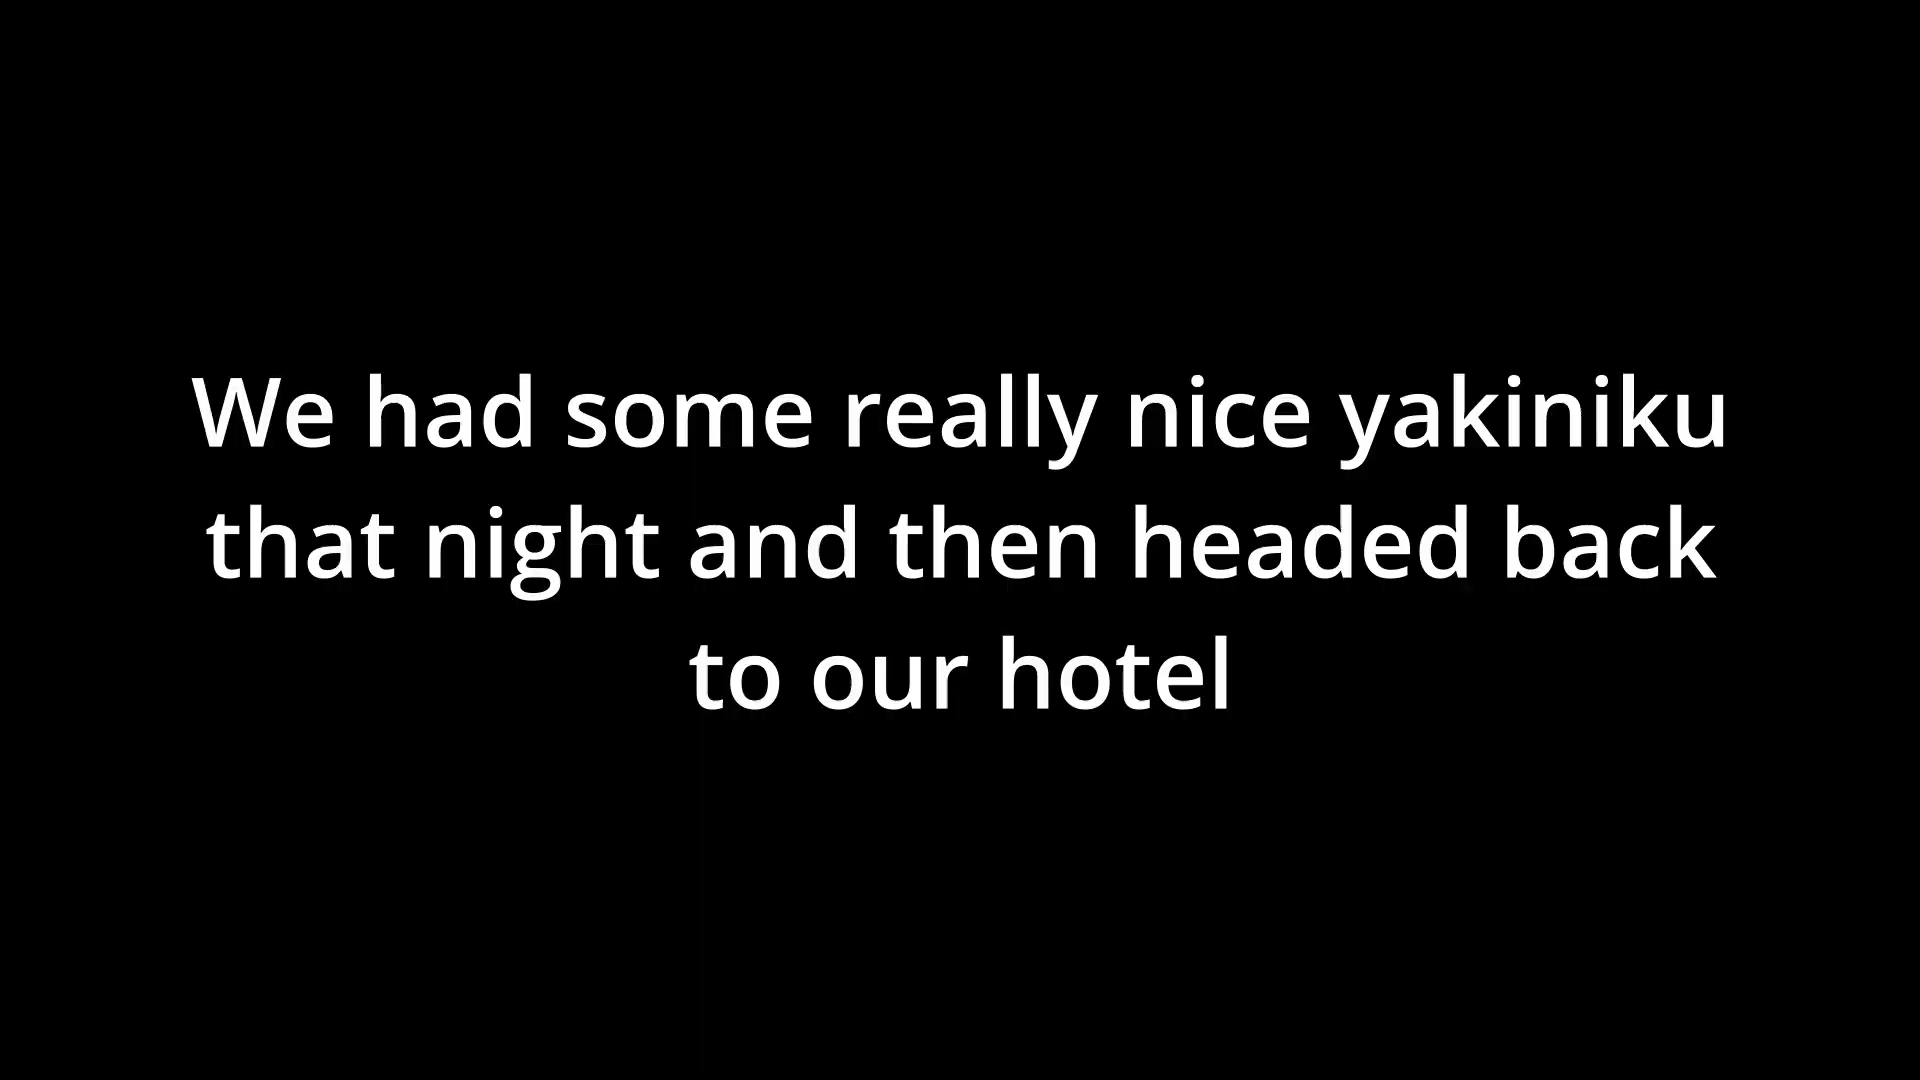 We had some really nice yakiniku
that night and then headed back
to our hotel